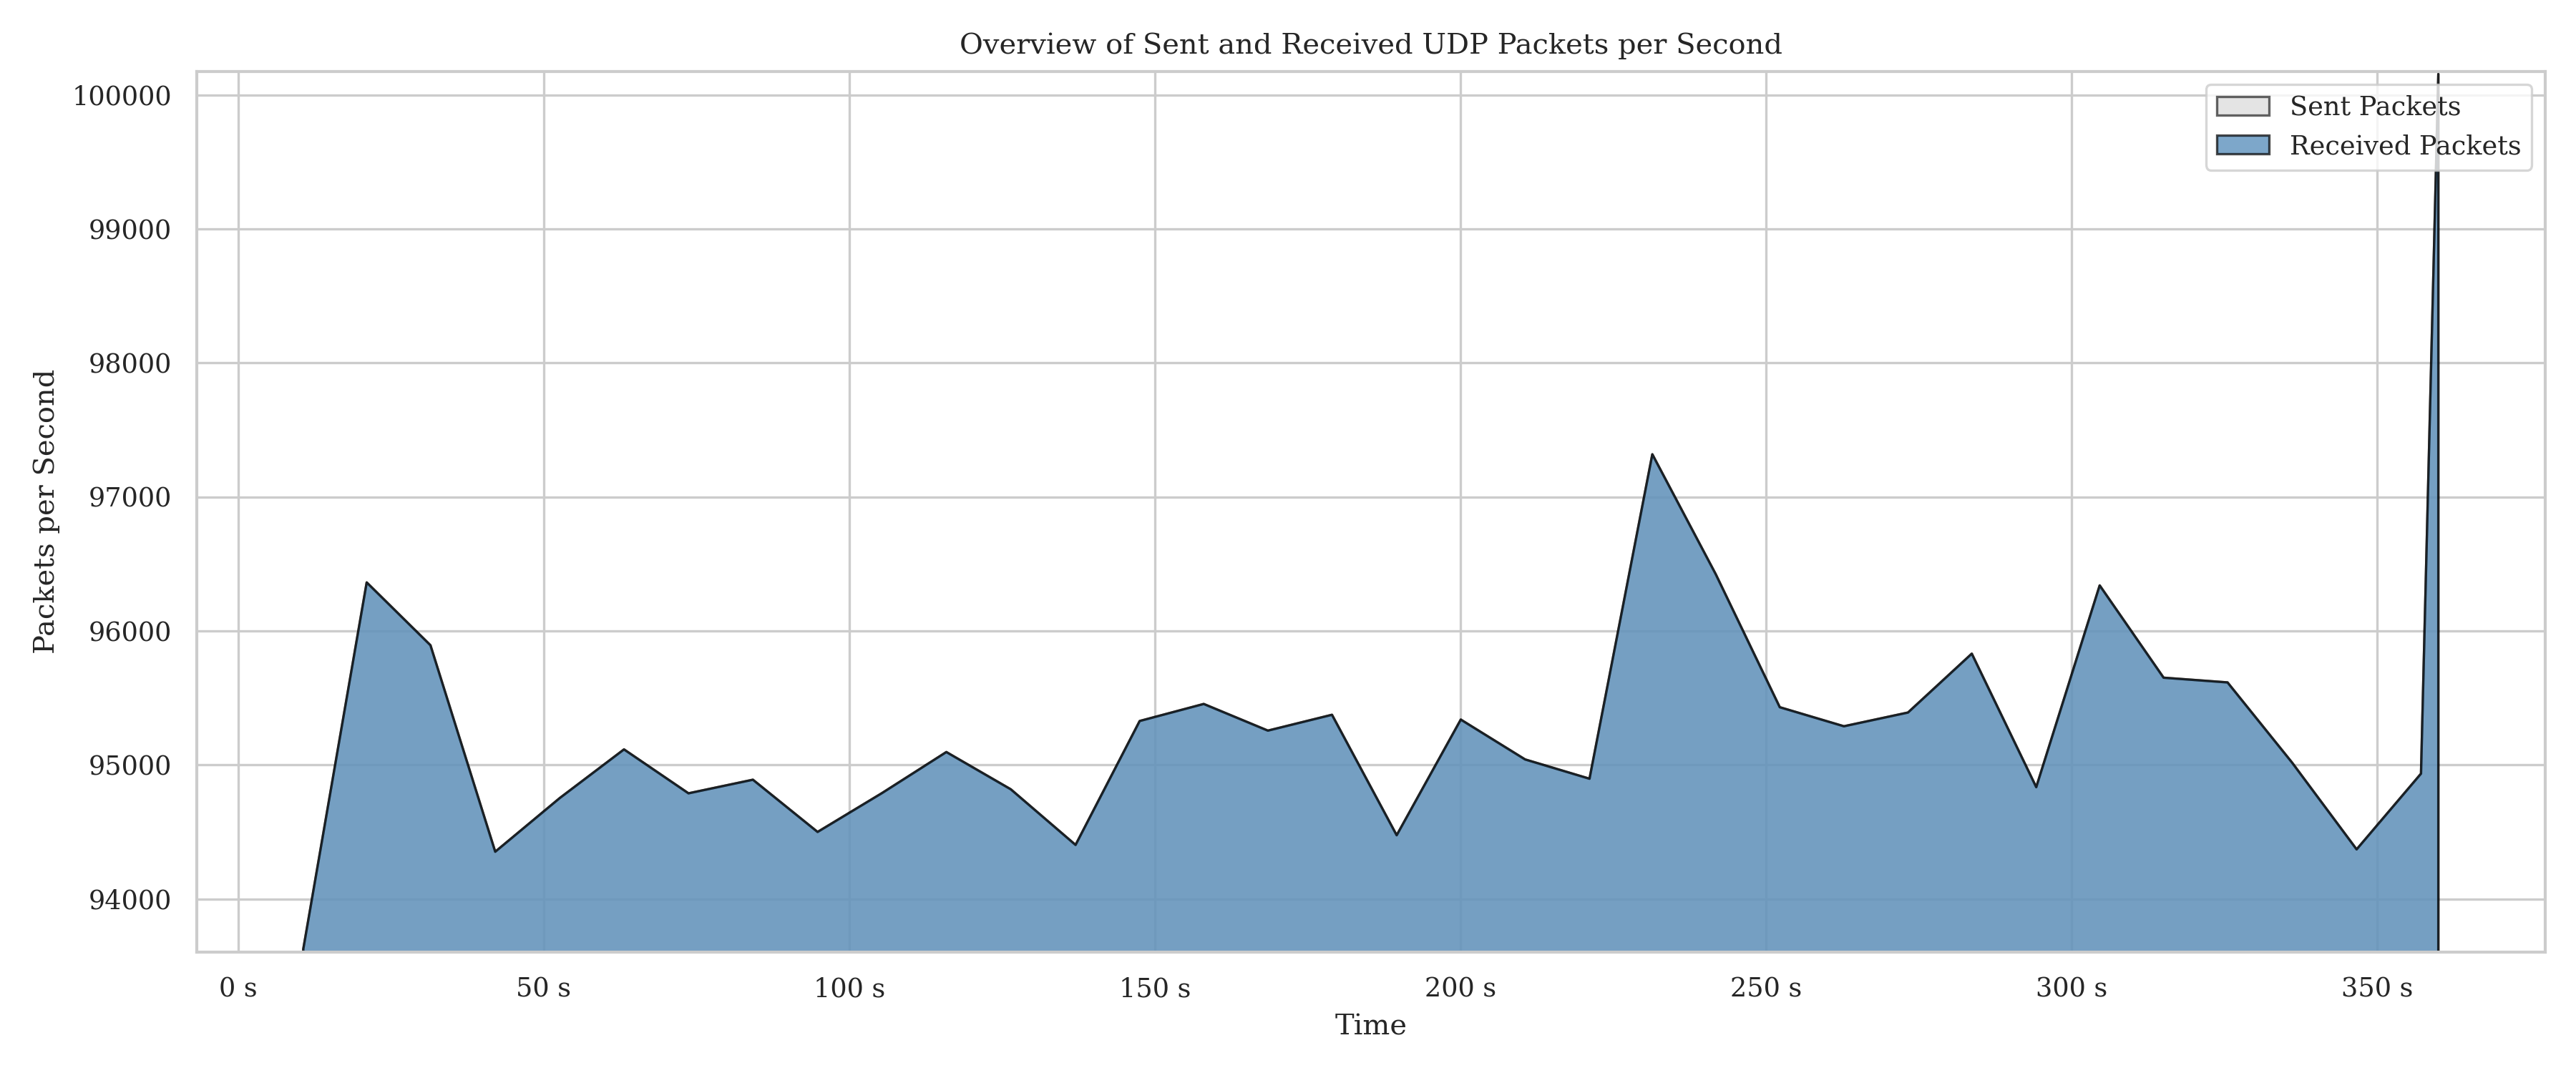 Overview of Sent and Received UDP Packets per Second
Sent Packets
Received Packets
Packets per Second
100000
99000
98000
97000
96000
95000
94000
0 s
50 s
100 s
150 s
200 s
250 s
300 s
350 s
Time